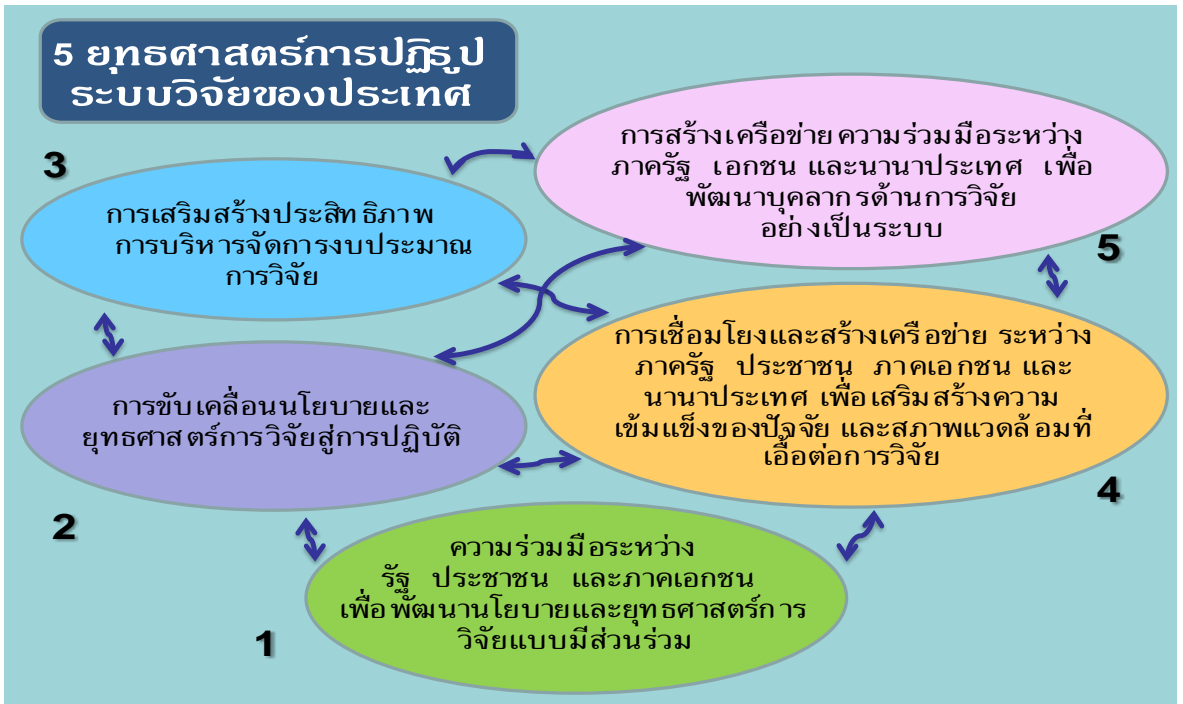 5 ยุทธศาสตร์การปฏิรูป
ระบบวิจัยของประเทศ
3
การเสริมสร้างประสิทธิภาพ
การบริหารจัดการงบประมาณ
การวิจัย
การสร้างเครือข่ายความร่วมมือระหว่าง
ภาครัฐ เอกชน และนานาประเทศ เพื่อ
พัฒนาบุคลากรด้านการวิจัย
อย่างเป็นระบบ
5
การขับเคลื่อนนโยบายและ
ยุทธศาสตร์การวิจัยสู่การปฏิบัติ
2
การเชื่อมโยงและสร้างเครือข่าย ระหว่าง
ภาครัฐ ประชาชน ภาคเอกชน และ
นานาประเทศ เพื่อเสริมสร้างความ
เข้มแข็งของปัจจัย และสภาพแวดล้อมที่
เอื้อต่อการวิจัย
4
ความร่วมมือระหว่าง
รัฐ ประชาชน และภาคเอกชน
เพื่อพัฒนานโยบายและยุทธศาสตร์การ
วิจัยแบบมีส่วนร่วม
1